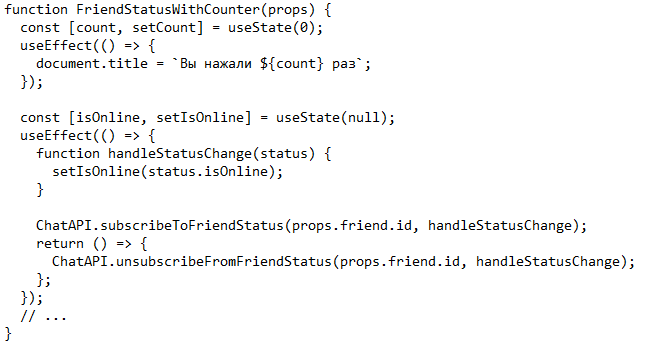 function FriendStatusWithCounter(props) {
  const [count, setCount] = useState(0);
  useEffect(() => {
    document.title = `Вы нажали ${count} раз`;
  });

  const [isOnline, setIsOnline] = useState(null);
  useEffect(() => {
    function handleStatusChange(status) {
      setIsOnline(status.isOnline);
    }

    ChatAPI.subscribeToFriendStatus(props.friend.id, handleStatusChange);
    return () => {
      ChatAPI.unsubscribeFromFriendStatus(props.friend.id, handleStatusChange);
    };
  });
  // ...
}